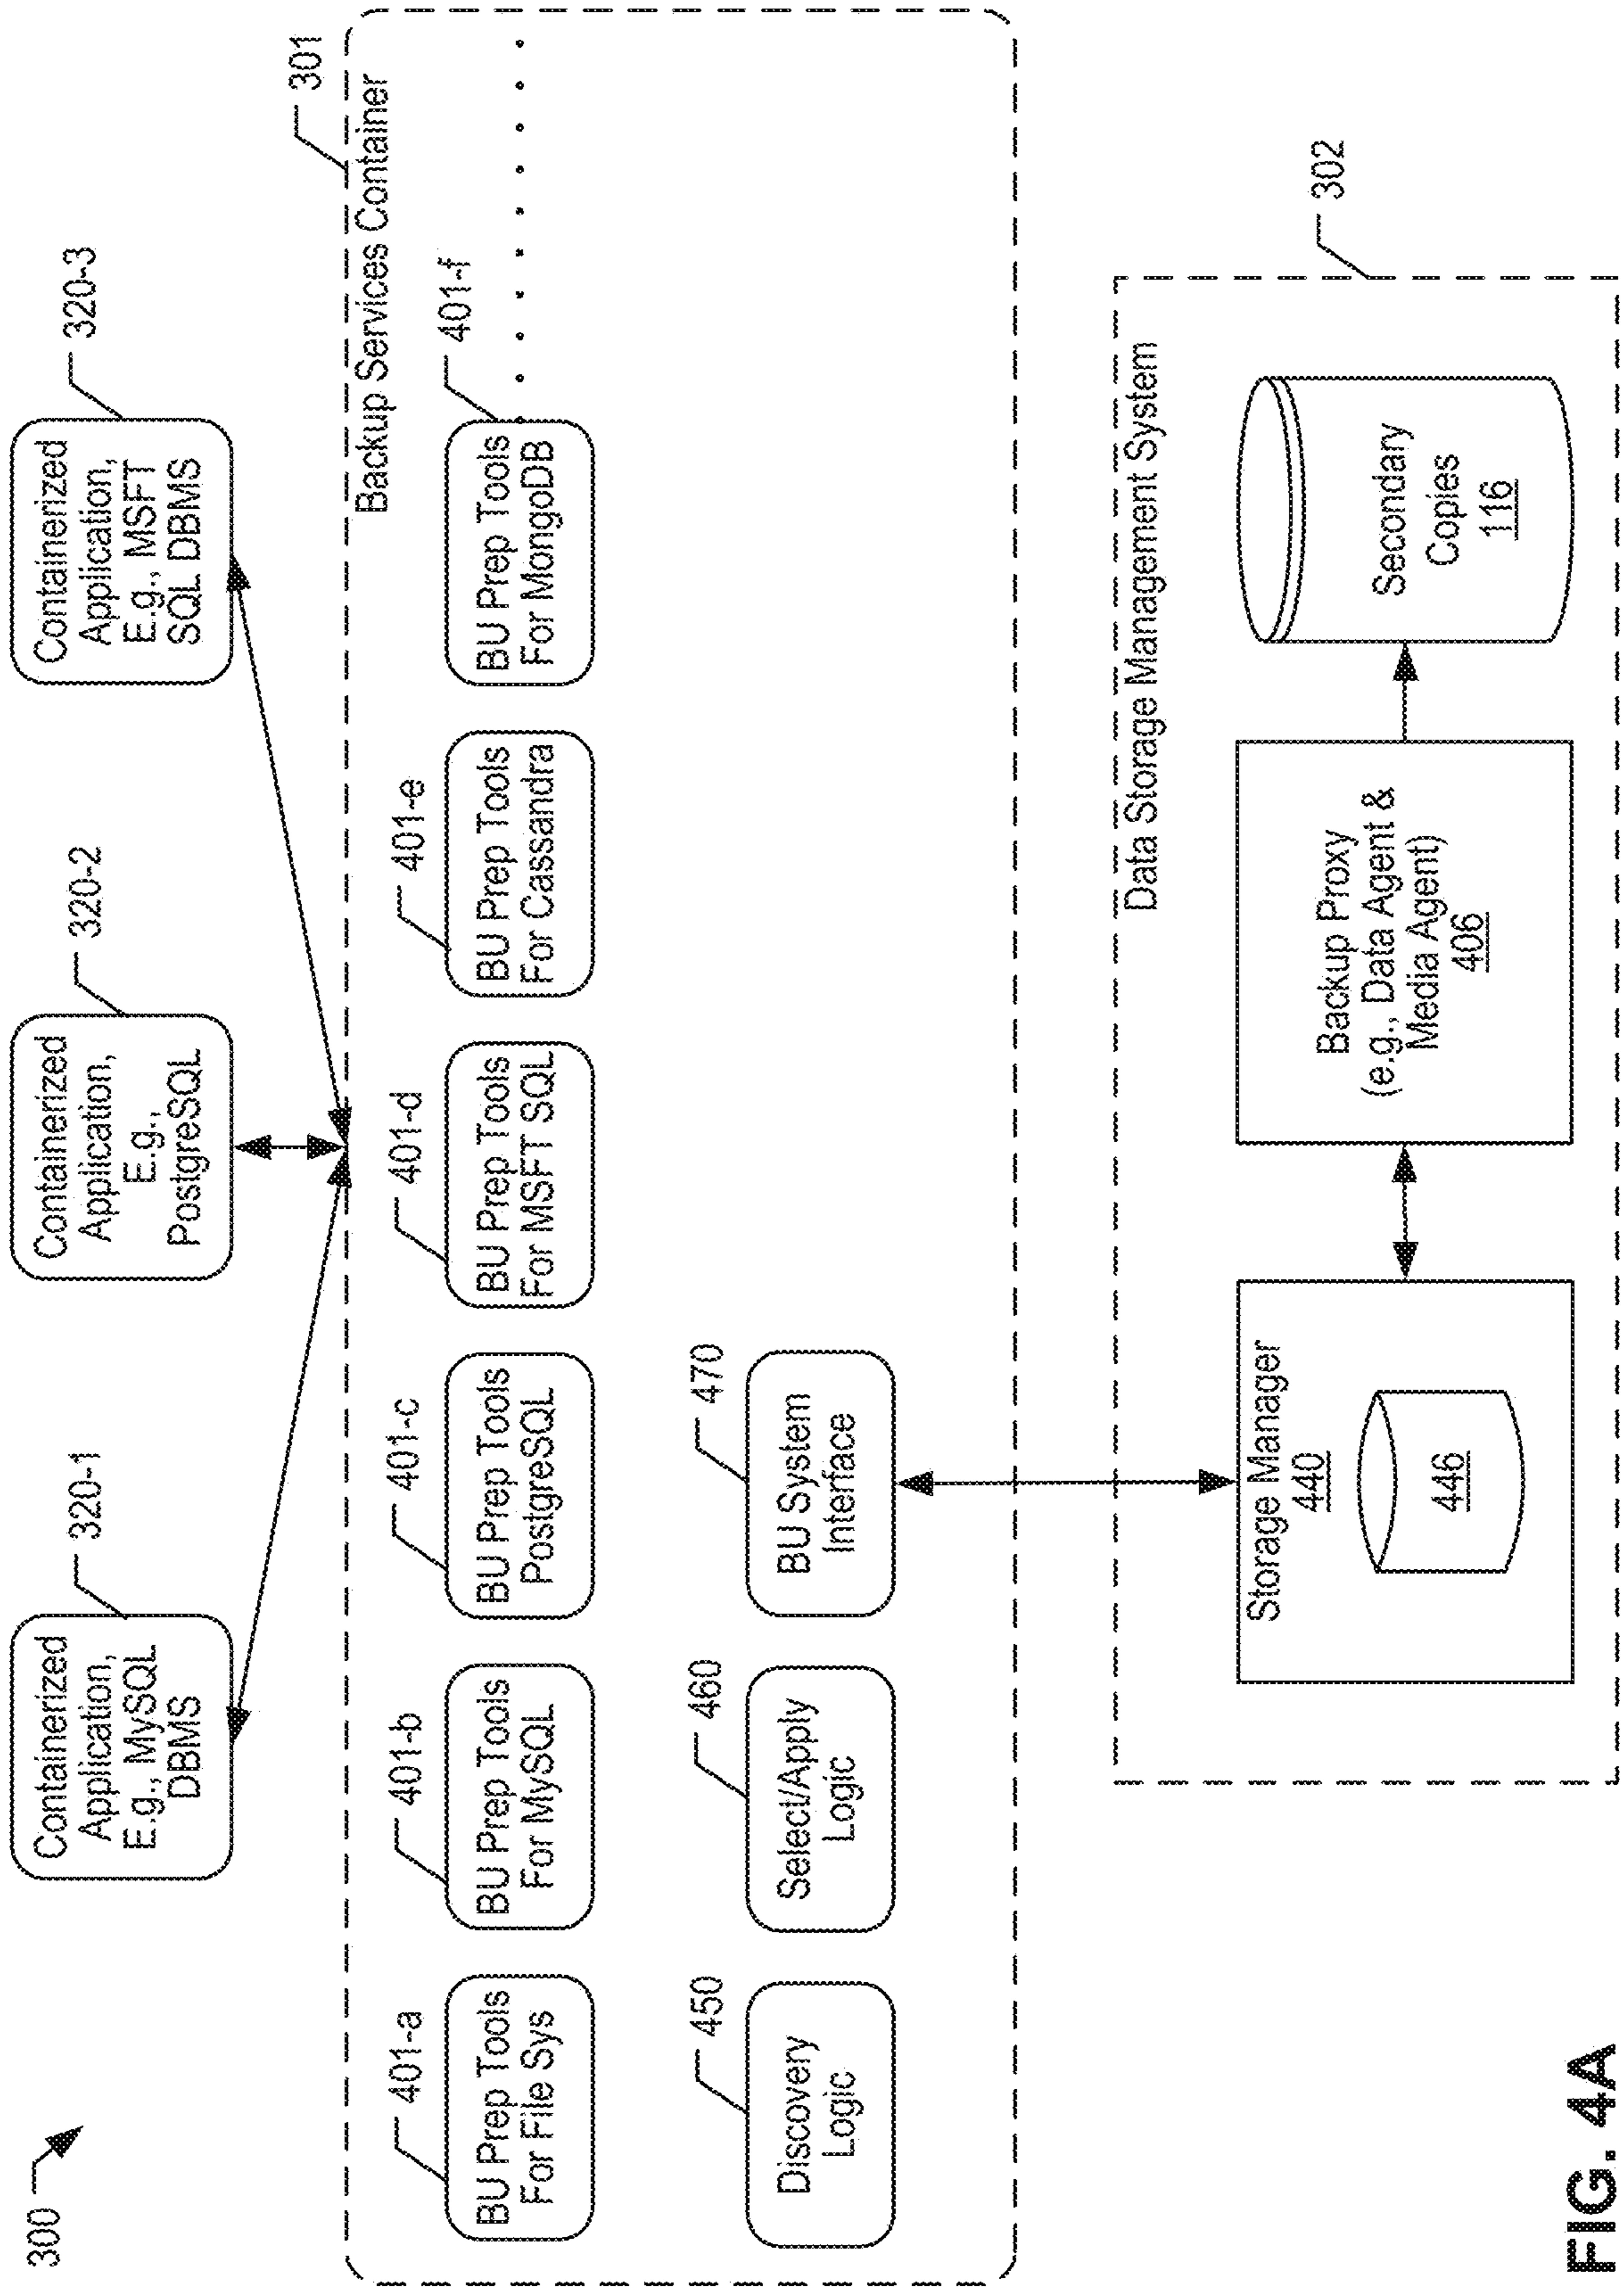 300
320-1
320-2
320-3
Containerized
Application,
E.g., MySQL
DBMS
Containerized
Application,
E.g.,
PostgreSQL
Containerized
Application,
E.g., MSFT
SQL DBMS
301
Backup Services Container
401-a
BU Prep Tools
For File Sys
401-b
BU Prep Tools
For MySQL
401-c
BU Prep Tools
PostgreSQL
401-d
BU Prep Tools
For MSFT SQL
401-e
BU Prep Tools
For Cassandra
401-f
BU Prep Tools
For MongoDB
450
Discovery
Logic
460
Select/Apply
Logic
470
BU System
Interface
Data Storage Management System
302
Storage Manager
440
446
Backup Proxy
(e.g., Data Agent &
Media Agent)
406
Secondary
Copies
116
FIG. 4A